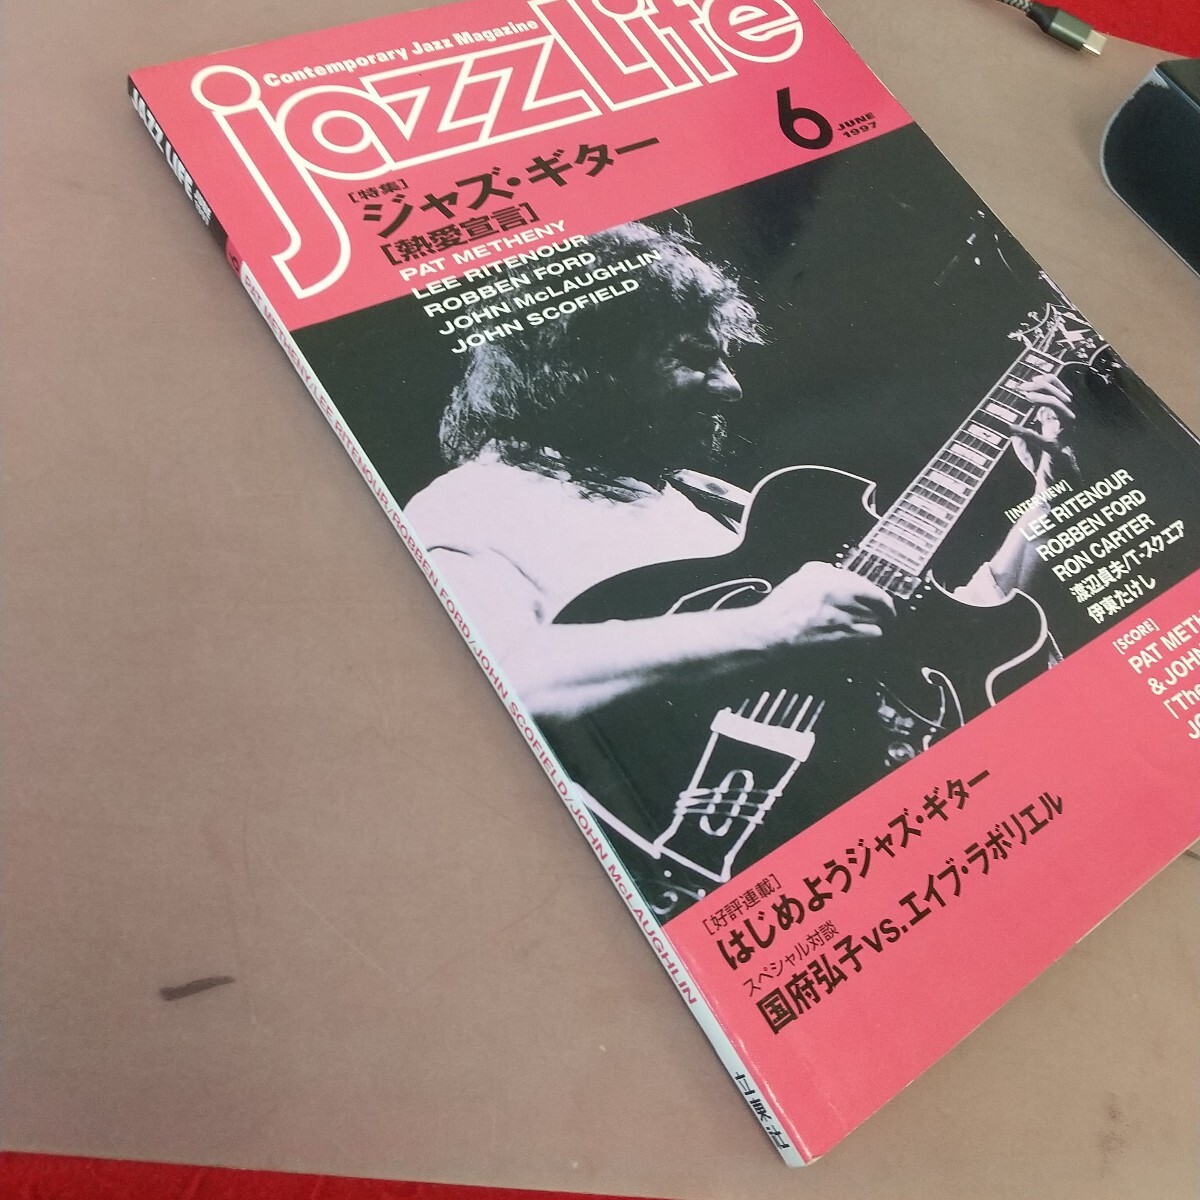 Contemporary Jazz Magazine
jazzLife
6
JUNE
1997
[特集]
ジャズ・ギター
[熱愛宣言]
PAT METHENY
LEE RITENOUR
ROBBEN FORD
JOHN McLAUGHLIN
JOHN SCOFIELD
[INTERVIEW]
LEE RITENOUR
ROBBEN FORD
RON CARTER
渡辺貞夫/T-スクエア
伊東たけし
[SCORE]
PAT METH
& JOHN
「The
[好評連載]
はじめようジャズ・ギター
スペシャル対談
国府弘子vs.エイブ・ラボリエル
JAZZ LIFE
PAT METHENY/LEE RITENOUR/ROBBEN FORD/JOHN SCOFIELD/JOHN McLAUGHLIN